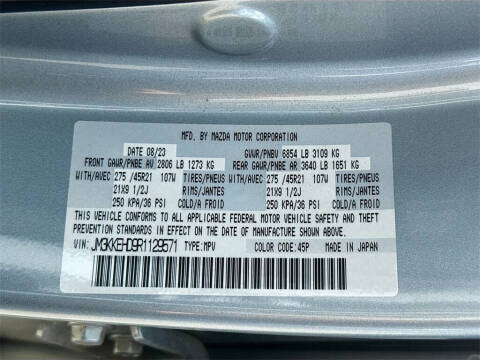 MFD. BY MAZDA MOTOR CORPORATION
DATE 08/23 GVWR/PNBV 6854 LB 3109 KG
FRONT GAWR/PNBE AV 2806 LB 1273 KG REAR GAWR/PNBE AR 3640 LB 1651 KG
WITH/AVEC 275 /45R21 107W TIRES/PNEUS WITH/AVEC 275 /45R21 107W TIRES/PNEUS
21X9 1/2J RIMS/JANTES 21X9 1/2J RIMS/JANTES
250 KPA/36 PSI COLD/A FROID 250 KPA/36 PSI COLD/A FROID
THIS VEHICLE CONFORMS TO ALL APPLICABLE FEDERAL MOTOR VEHICLE SAFETY AND
THEFT PREVENTION STANDARDS IN EFFECT ON THE DATE OF MANUFACTURE SHOWN ABOVE.
VIN: JM3KKEHD9R1129571 TYPE:MPV COLOR CODE:45P MADE IN JAPAN